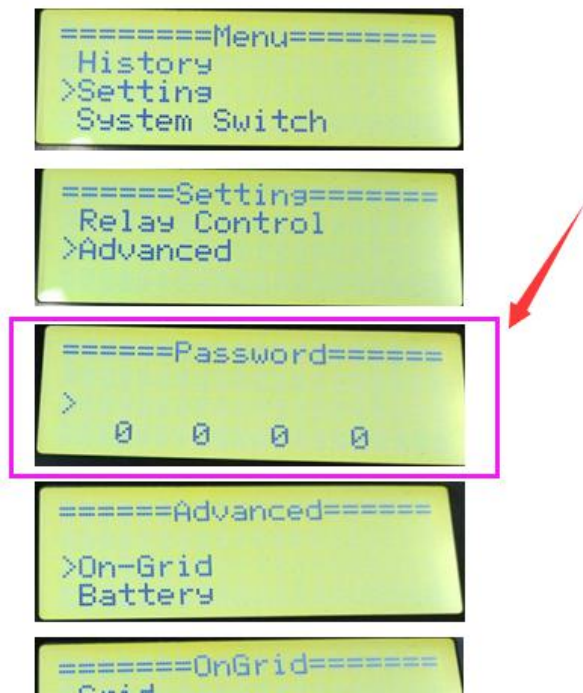 ========Menu========
History
>Setting
System Switch
======Setting=======
Relay Control
>Advanced
======Password======
>
0 0 0 0
======Advanced======
>On-Grid
Battery
=======OnGrid=======
Grid